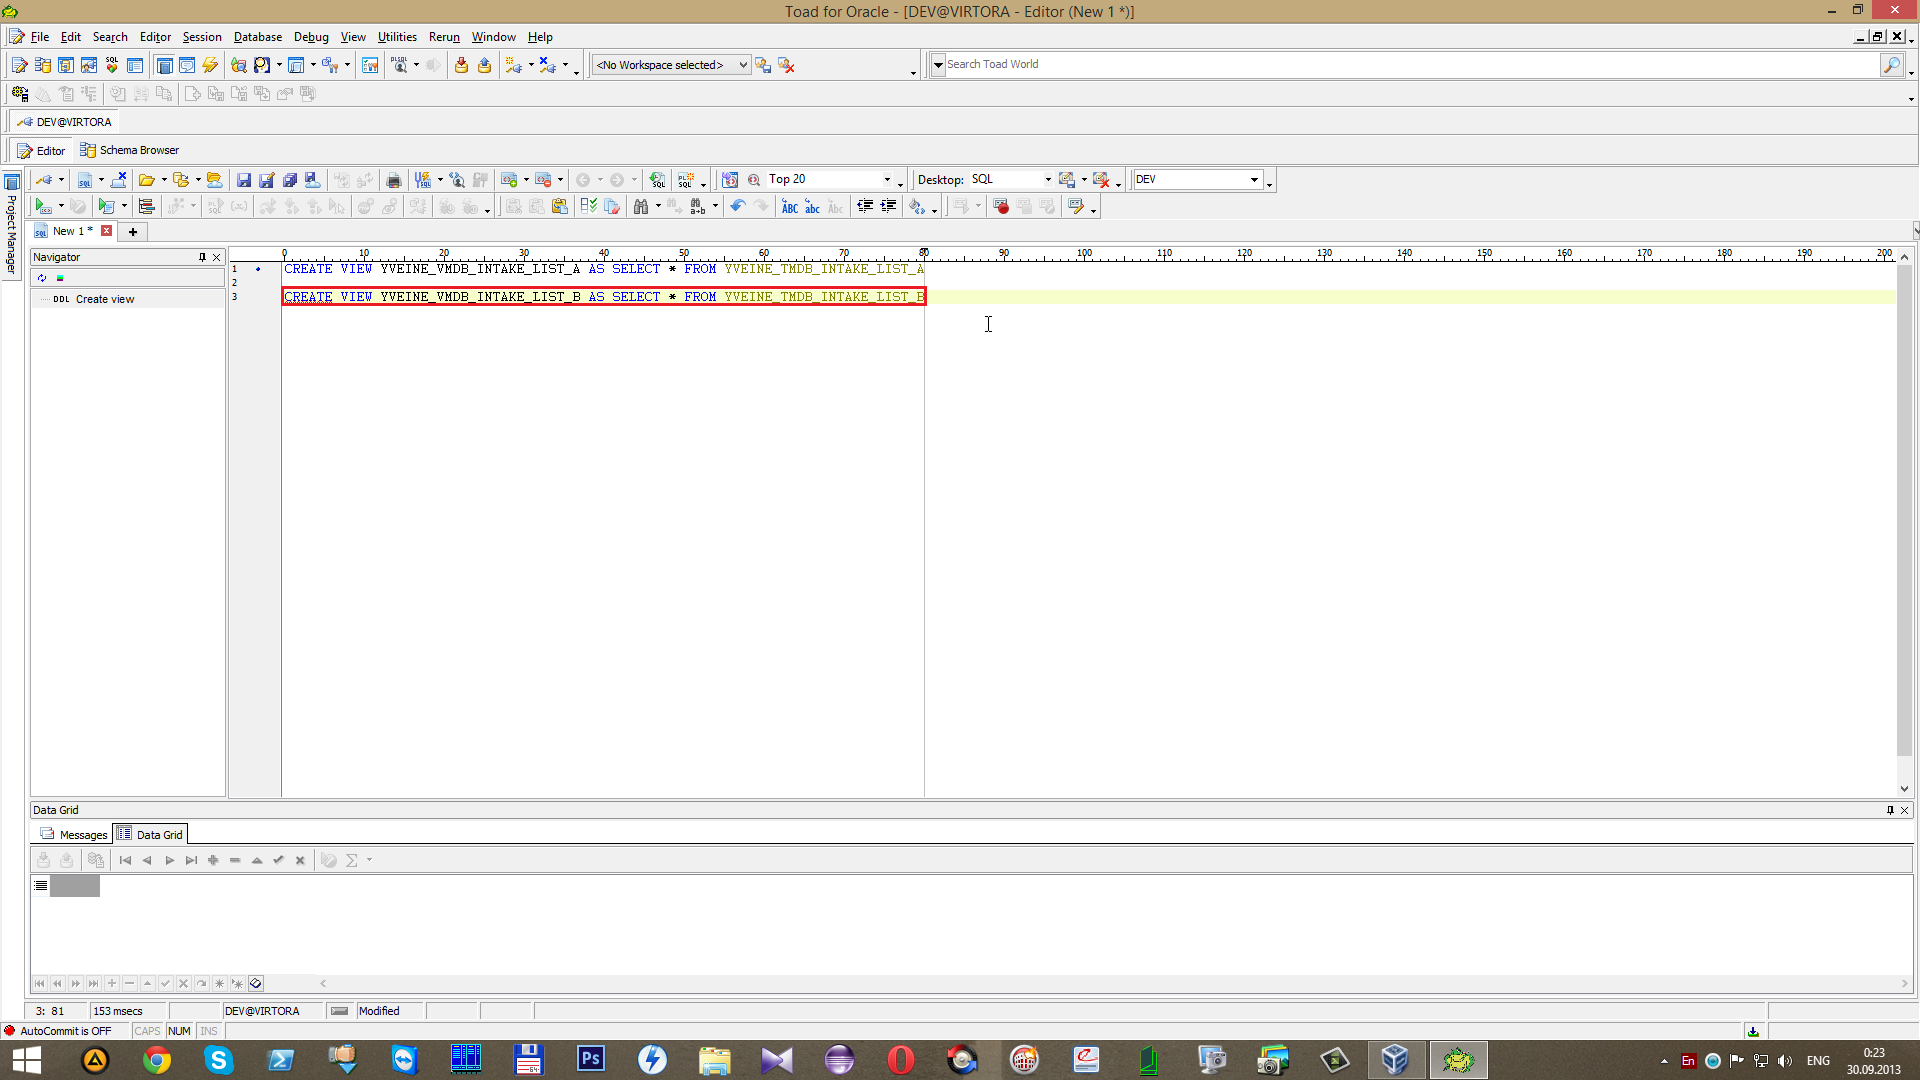 Toad for Oracle - [DEV@VIRTORA - Editor (New 1 *)]
File Edit Search Editor Session Database Debug View Utilities Rerun Window Help
<No Workspace selected> Search Toad World
DEV@VIRTORA
Editor Schema Browser
Top 20 Desktop: SQL DEV
Project Manager
New 1 *
Navigator
0 10 20 30 40 50 60 70 80 90 100 110 120 130 140 150 160 170 180 190 200
1 CREATE VIEW YVEINE_VMDB_INTAKE_LIST_A AS SELECT * FROM YVEINE_TMDB_INTAKE_LIST_A
2
3 CREATE VIEW YVEINE_VMDB_INTAKE_LIST_B AS SELECT * FROM YVEINE_TMDB_INTAKE_LIST_B
DDL Create view
Data Grid
Messages Data Grid
3: 81 153 msecs DEV@VIRTORA Modified
AutoCommit is OFF CAPS NUM INS
Ps 64 En ENG 0:23
30.09.2013